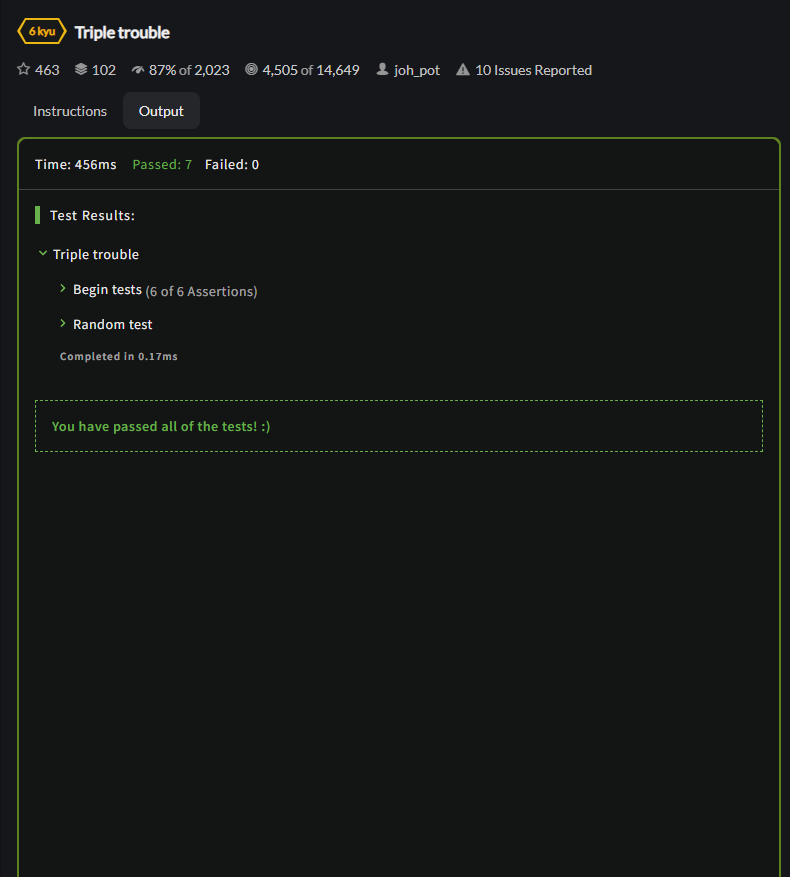 6 kyu Triple trouble
463 102 87% of 2,023 4,505 of 14,649 joh_pot 10 Issues Reported
Instructions Output
Time: 456ms Passed: 7 Failed: 0
Test Results:
Triple trouble
Begin tests (6 of 6 Assertions)
Random test
Completed in 0.17ms
You have passed all of the tests! :)